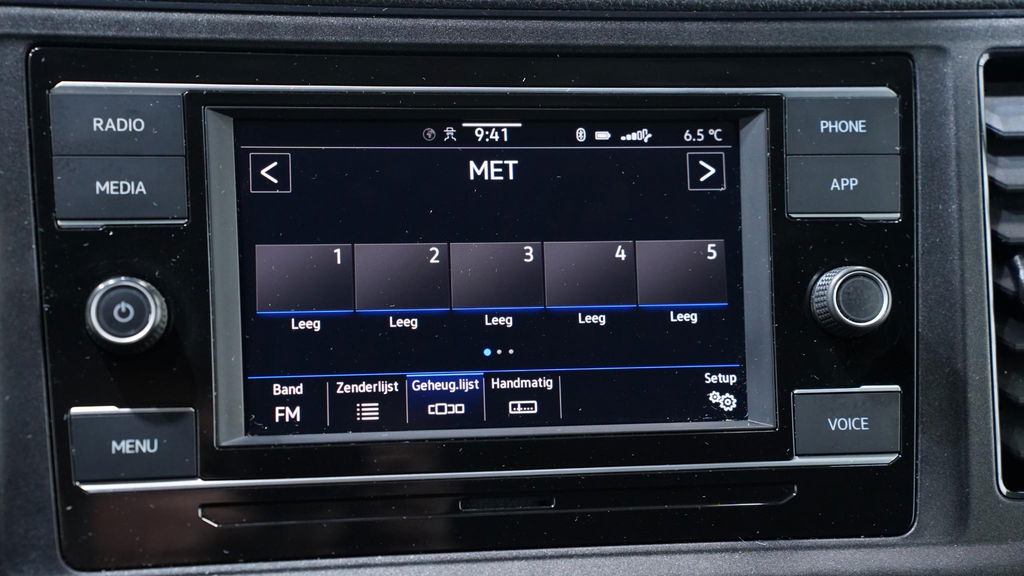 RADIO
MEDIA
MENU
PHONE
APP
VOICE
9:41
6.5 °C
MET
1 2 3 4 5
Leeg Leeg Leeg Leeg Leeg
Band Zenderlijst Geheug.lijst Handmatig Setup
FM